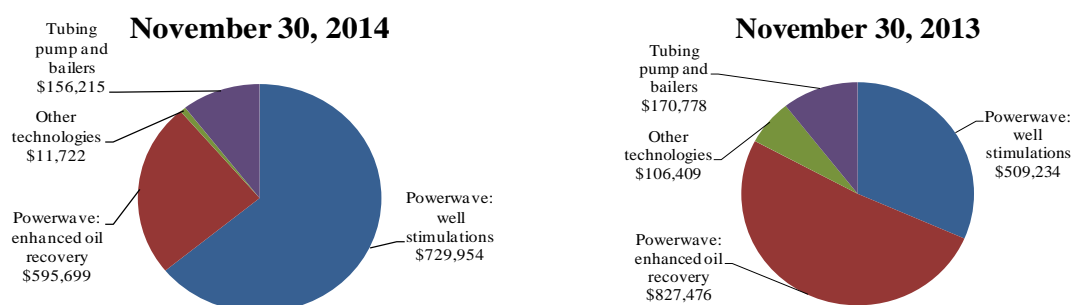 November 30, 2014
Tubing
pump and
bailers
$156,215
Other
technologies
$11,722
Powerwave:
enhanced oil
recovery
$595,699
Powerwave:
well
stimulations
$729,954
November 30, 2013
Tubing
pump and
bailers
$170,778
Other
technologies
$106,409
Powerwave:
well
stimulations
$509,234
Powerwave:
enhanced oil
recovery
$827,476